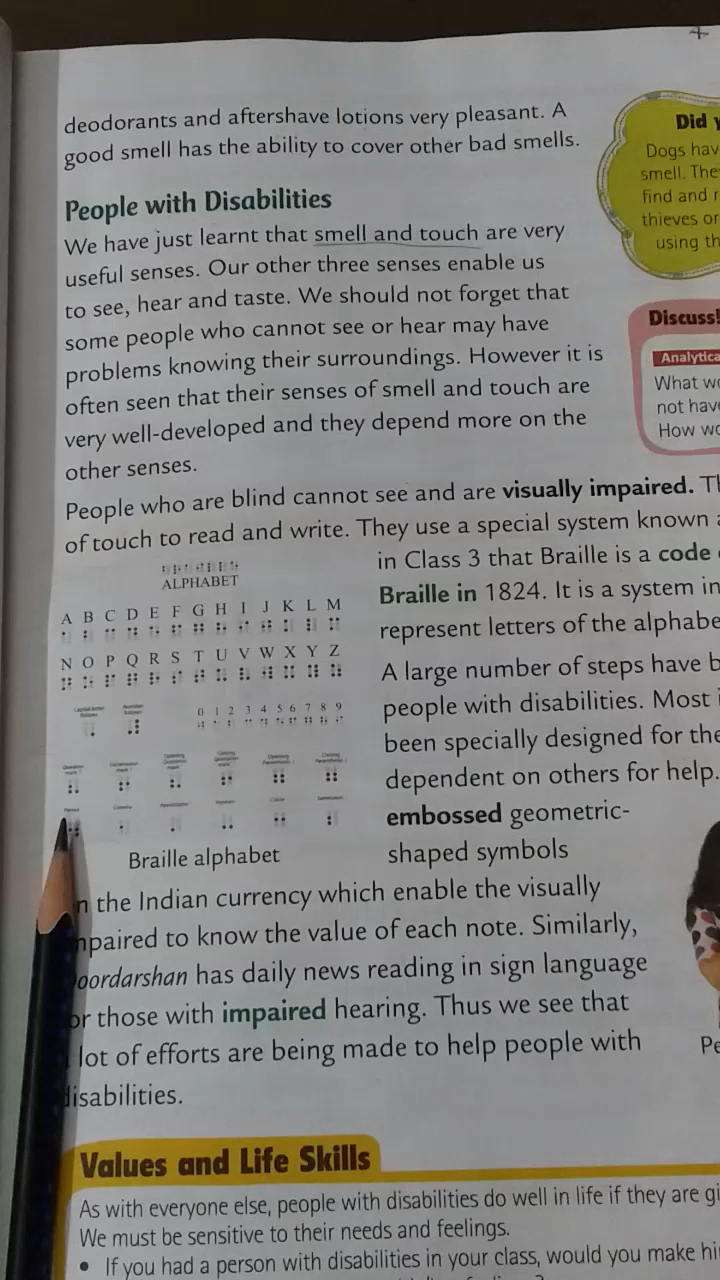 deodorants and aftershave lotions very pleasant. A
good smell has the ability to cover other bad smells.
People with Disabilities
We have just learnt that smell and touch are very
useful senses. Our other three senses enable us
to see, hear and taste. We should not forget that
some people who cannot see or hear may have
problems knowing their surroundings. However it is
often seen that their senses of smell and touch are
very well-developed and they depend more on the
other senses.
Did
Dogs hav
smell. The
find and r
thieves or
using th
Discuss!
Analytica
What wo
not have
How wo
People who are blind cannot see and are visually impaired. Th
of touch to read and write. They use a special system known a
in Class 3 that Braille is a code
Braille in 1824. It is a system in
represent letters of the alphabe
A large number of steps have b
people with disabilities. Most
been specially designed for the
dependent on others for help.
embossed geometric-
shaped symbols
ALPHABET
A B C D E F G H I J K L M
N O P Q R S T U V W X Y Z
0 1 2 3 4 5 6 7 8 9
Braille alphabet
n the Indian currency which enable the visually
mpaired to know the value of each note. Similarly,
oordarshan has daily news reading in sign language
or those with impaired hearing. Thus we see that
lot of efforts are being made to help people with
disabilities.
Pe
Values and Life Skills
As with everyone else, people with disabilities do well in life if they are gi
We must be sensitive to their needs and feelings.
• If you had a person with disabilities in your class, would you make hi